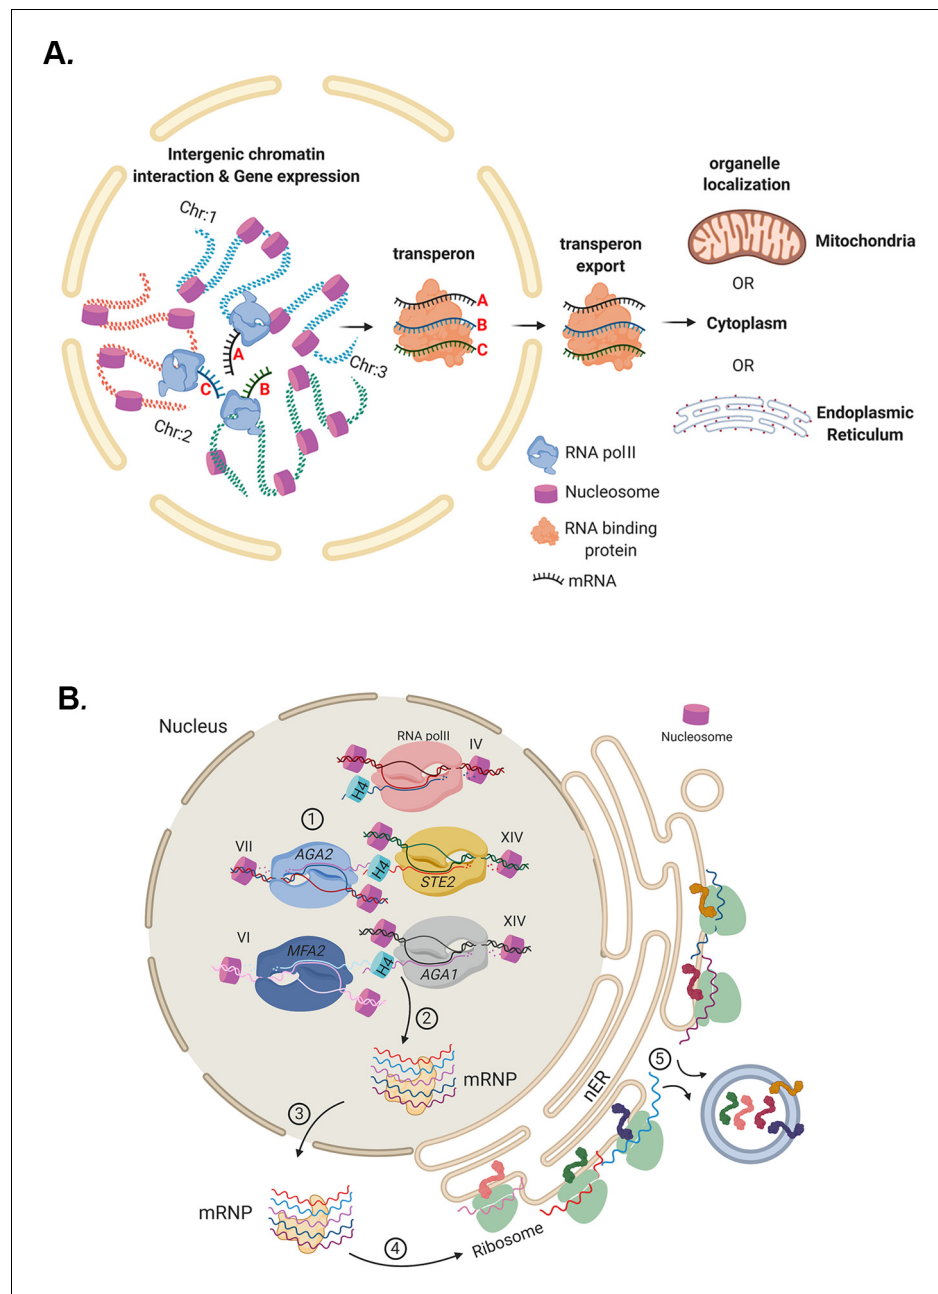 A.
Intergenic chromatin
interaction & Gene expression
Chr:1
A
C
B
Chr:2
Chr:3
transperon
A
B
C
transperon
export
organelle
localization
Mitochondria
OR
Cytoplasm
OR
Endoplasmic
Reticulum
RNA polII
Nucleosome
RNA binding
protein
mRNA
B.
Nucleus
Nucleosome
RNA polII
IV
H4
1
VII
AGA2
H4
STE2
XIV
VI
MFA2
H4
AGA1
XIV
2
mRNP
3
mRNP
4
nER
5
Ribosome